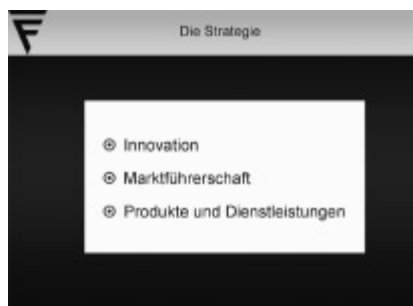 Die Strategie
Innovation
Marktführerschaft
Produkte und Dienstleistungen